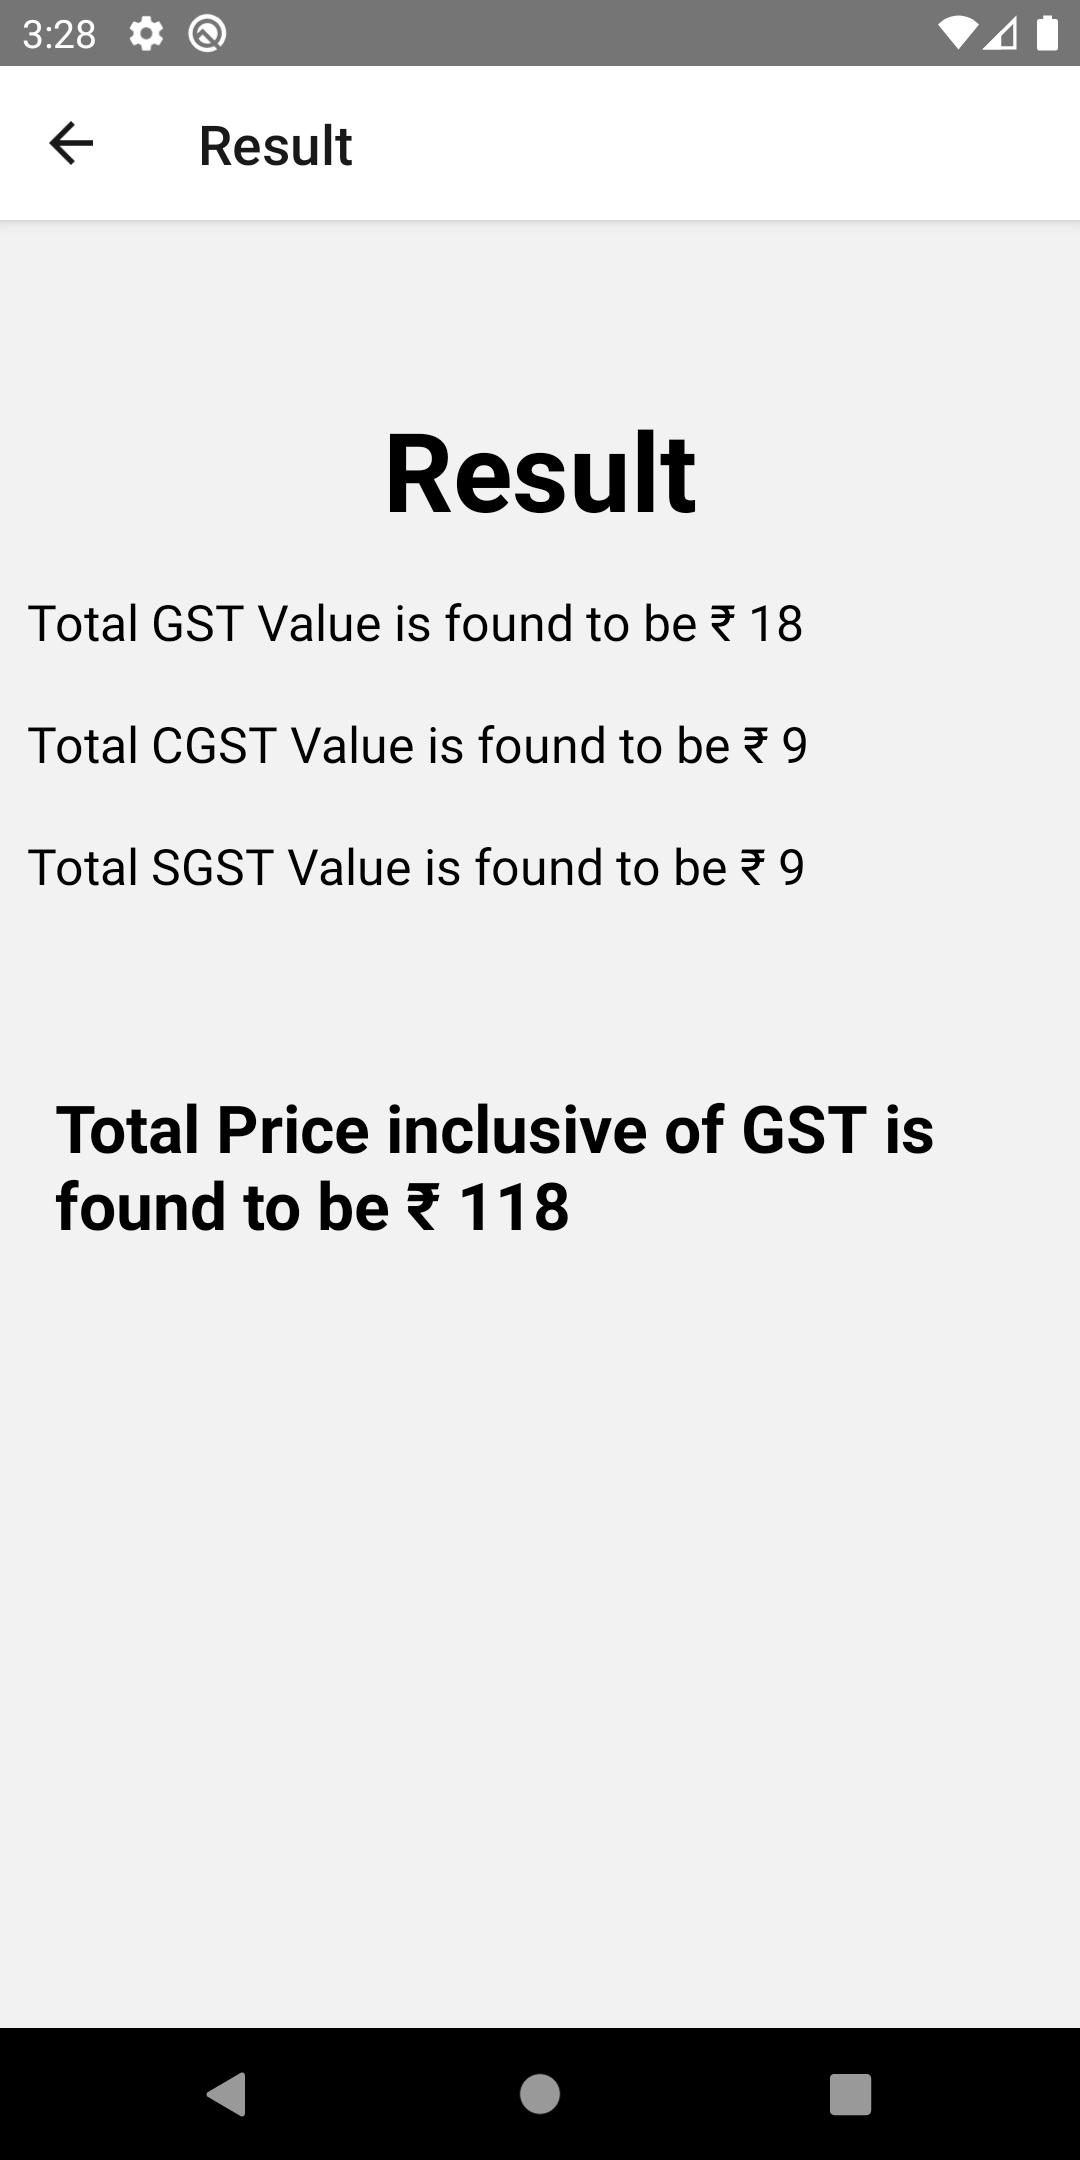 3:28
Result
Result
Total GST Value is found to be ₹ 18
Total CGST Value is found to be ₹ 9
Total SGST Value is found to be ₹ 9
Total Price inclusive of GST is
found to be ₹ 118